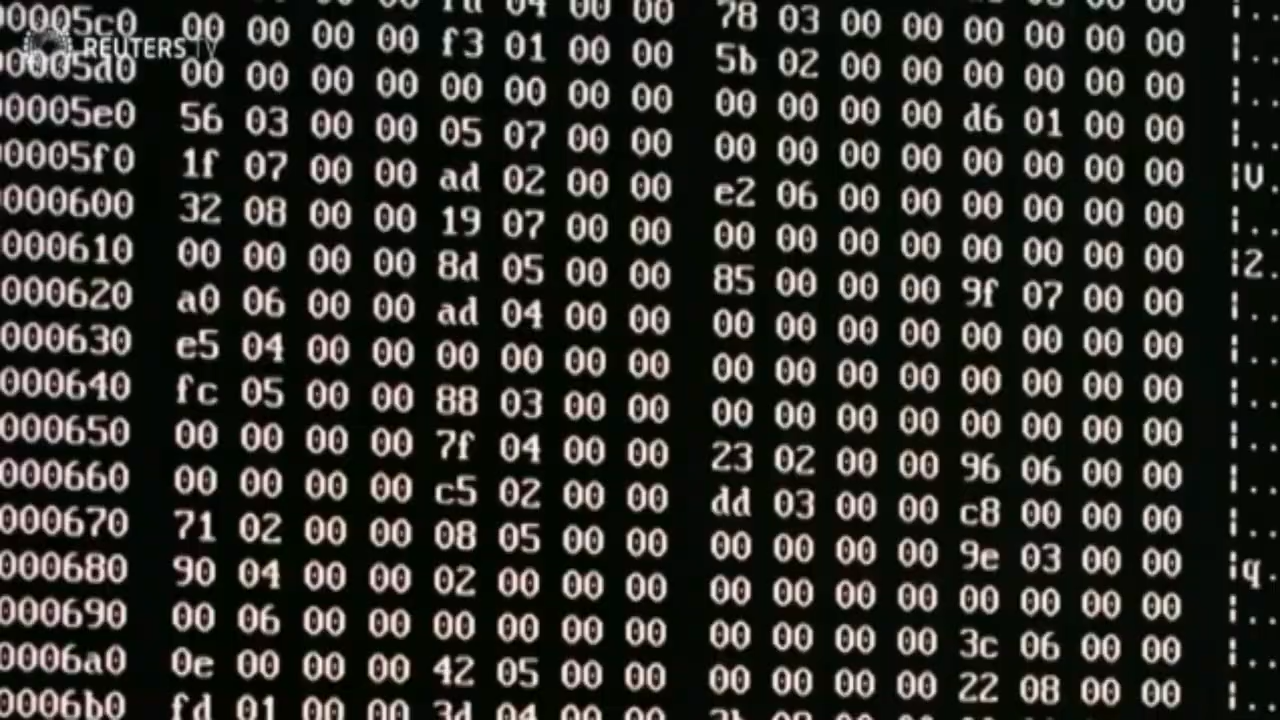 REUTERS TV
04 00 00 78 03 00 00 00 00 00 00
00005c0 00 00 00 00 f3 01 00 00 5b 02 00 00 00 00 00 00 |..
00005d0 00 00 00 00 00 00 00 00 00 00 00 00 d6 01 00 00 |..
00005e0 56 03 00 00 05 07 00 00 00 00 00 00 00 00 00 00 |V.
00005f0 1f 07 00 00 ad 02 00 00 e2 06 00 00 00 00 00 00 |..
000600 32 08 00 00 19 07 00 00 00 00 00 00 00 00 00 00 |2.
000610 00 00 00 00 8d 05 00 00 85 00 00 00 9f 07 00 00 |..
000620 a0 06 00 00 ad 04 00 00 00 00 00 00 00 00 00 00 |..
000630 e5 04 00 00 00 00 00 00 00 00 00 00 00 00 00 00 |..
000640 fc 05 00 00 88 03 00 00 00 00 00 00 00 00 00 00 |..
000650 00 00 00 00 7f 04 00 00 23 02 00 00 96 06 00 00 |..
000660 00 00 00 00 c5 02 00 00 dd 03 00 00 c8 00 00 00 |..
000670 71 02 00 00 08 05 00 00 00 00 00 00 9e 03 00 00 |q.
000680 90 04 00 00 02 00 00 00 00 00 00 00 00 00 00 00 |..
000690 00 06 00 00 00 00 00 00 00 00 00 00 3c 06 00 00 |..
0006a0 0e 00 00 00 42 05 00 00 00 00 00 00 22 08 00 00 |..
0006b0 fd 01 00 00 3d 04 00 00